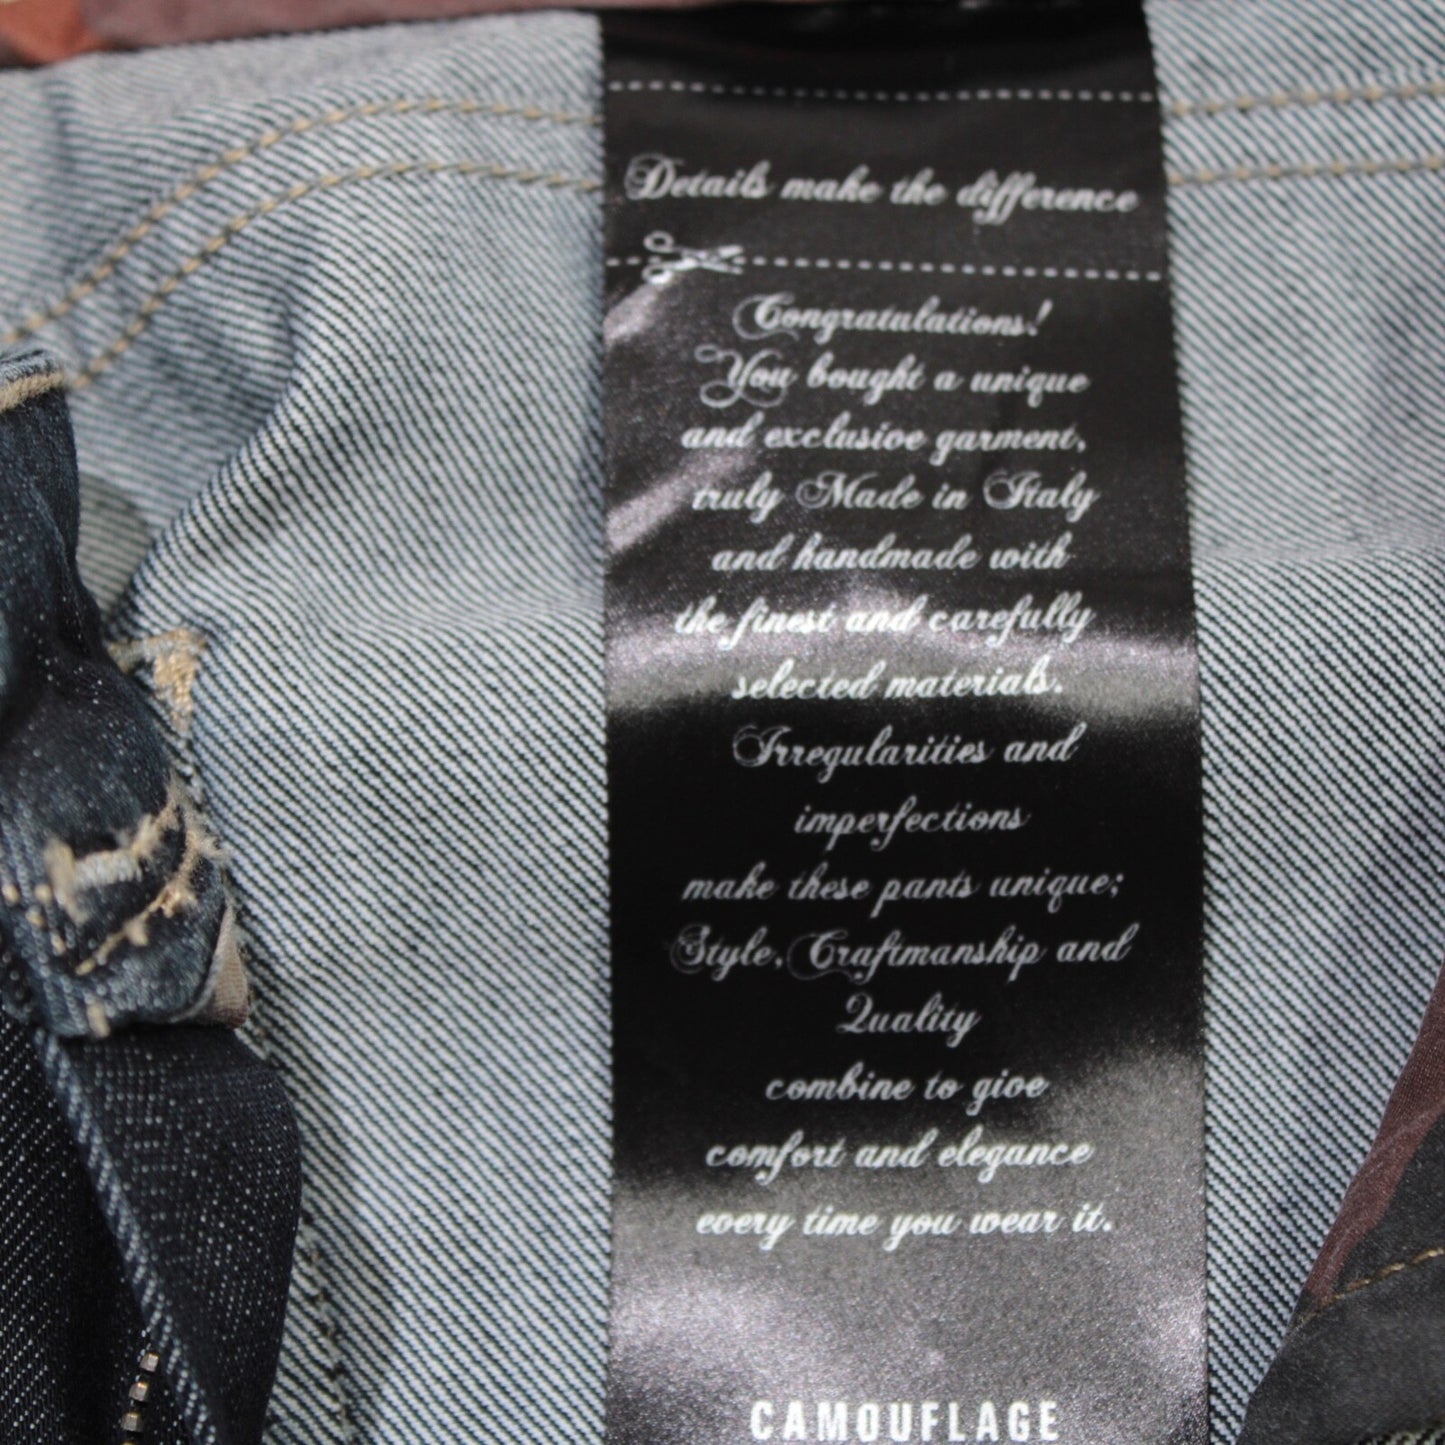 Details make the difference
Congratulations!
You bought a unique
and exclusive garment,
truly Made in Italy
and handmade with
the finest and carefully
selected materials.
Irregularities and
imperfections
make these pants unique;
Style, Craftmanship and
Quality
combine to give
comfort and elegance
every time you wear it.
CAMOUFLAGE